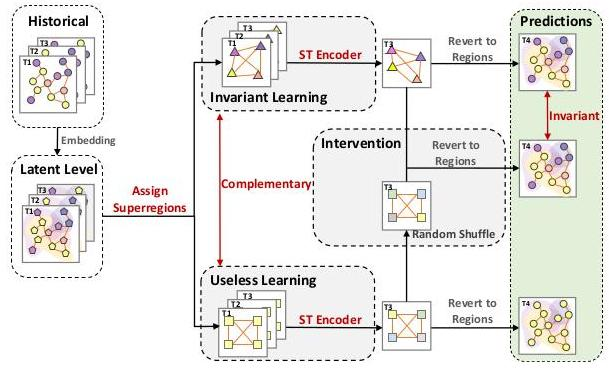 Historical
T3
T2
T1
Embedding
Latent Level
T3
T2
T1
Assign
Superregions
T3
T2
T1
ST Encoder
Invariant Learning
T3
Revert to
Regions
Complementary
Intervention
Revert to
Regions
T3
Random Shuffle
Useless Learning
T3
T2
T1
ST Encoder
T3
Revert to
Regions
Predictions
T4
Invariant
T4
T4